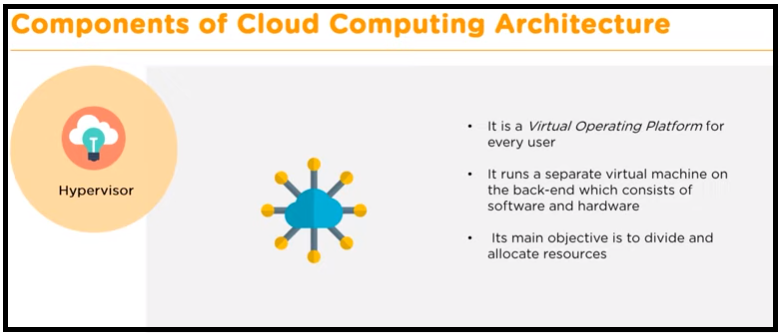 Components of Cloud Computing Architecture
Hypervisor
• It is a Virtual Operating Platform for
every user
• It runs a separate virtual machine on
the back-end which consists of
software and hardware
• Its main objective is to divide and
allocate resources